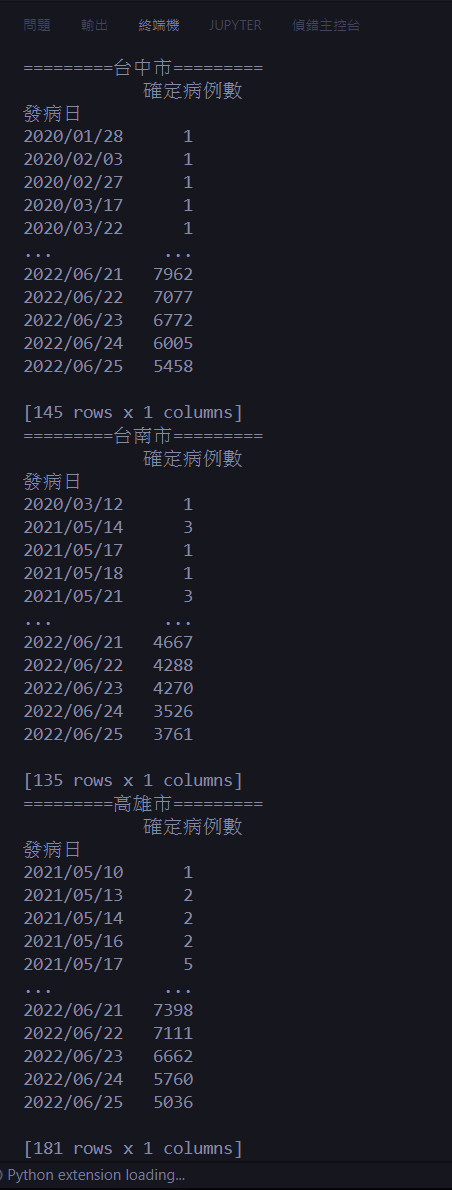 問題 輸出 終端機 JUPYTER 偵錯主控台
=========台中市=========
確定病例數
發病日
2020/01/28 1
2020/02/03 1
2020/02/27 1
2020/03/17 1
2020/03/22 1
... ...
2022/06/21 7962
2022/06/22 7077
2022/06/23 6772
2022/06/24 6005
2022/06/25 5458
[145 rows x 1 columns]
=========台南市=========
確定病例數
發病日
2020/03/12 1
2021/05/14 3
2021/05/17 1
2021/05/18 1
2021/05/21 3
... ...
2022/06/21 4667
2022/06/22 4288
2022/06/23 4270
2022/06/24 3526
2022/06/25 3761
[135 rows x 1 columns]
=========高雄市=========
確定病例數
發病日
2021/05/10 1
2021/05/13 2
2021/05/14 2
2021/05/16 2
2021/05/17 5
... ...
2022/06/21 7398
2022/06/22 7111
2022/06/23 6662
2022/06/24 5760
2022/06/25 5036
[181 rows x 1 columns]
Python extension loading...